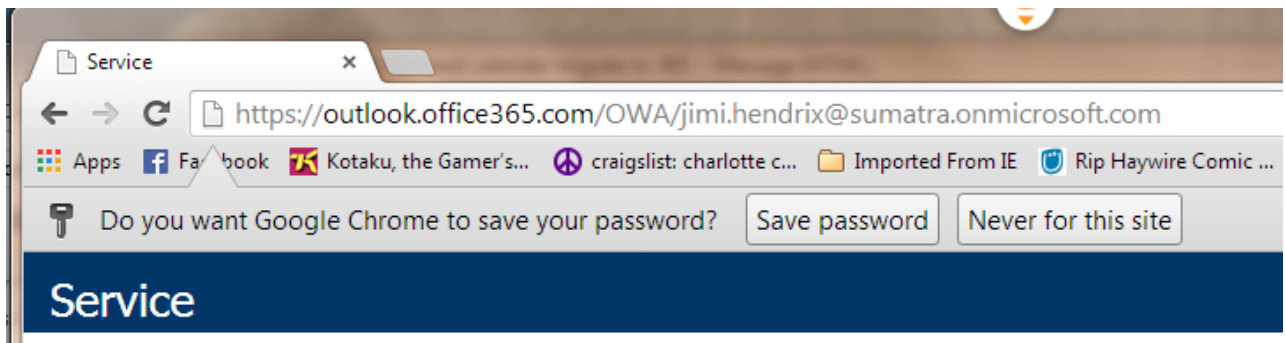 Service
https://outlook.office365.com/OWA/jimi.hendrix@sumatra.onmicrosoft.com
Apps Kotaku, the Gamer's... craigslist: charlotte c... Imported From IE Rip Haywire Comic ...
Do you want Google Chrome to save your password? Save password Never for this site
Service